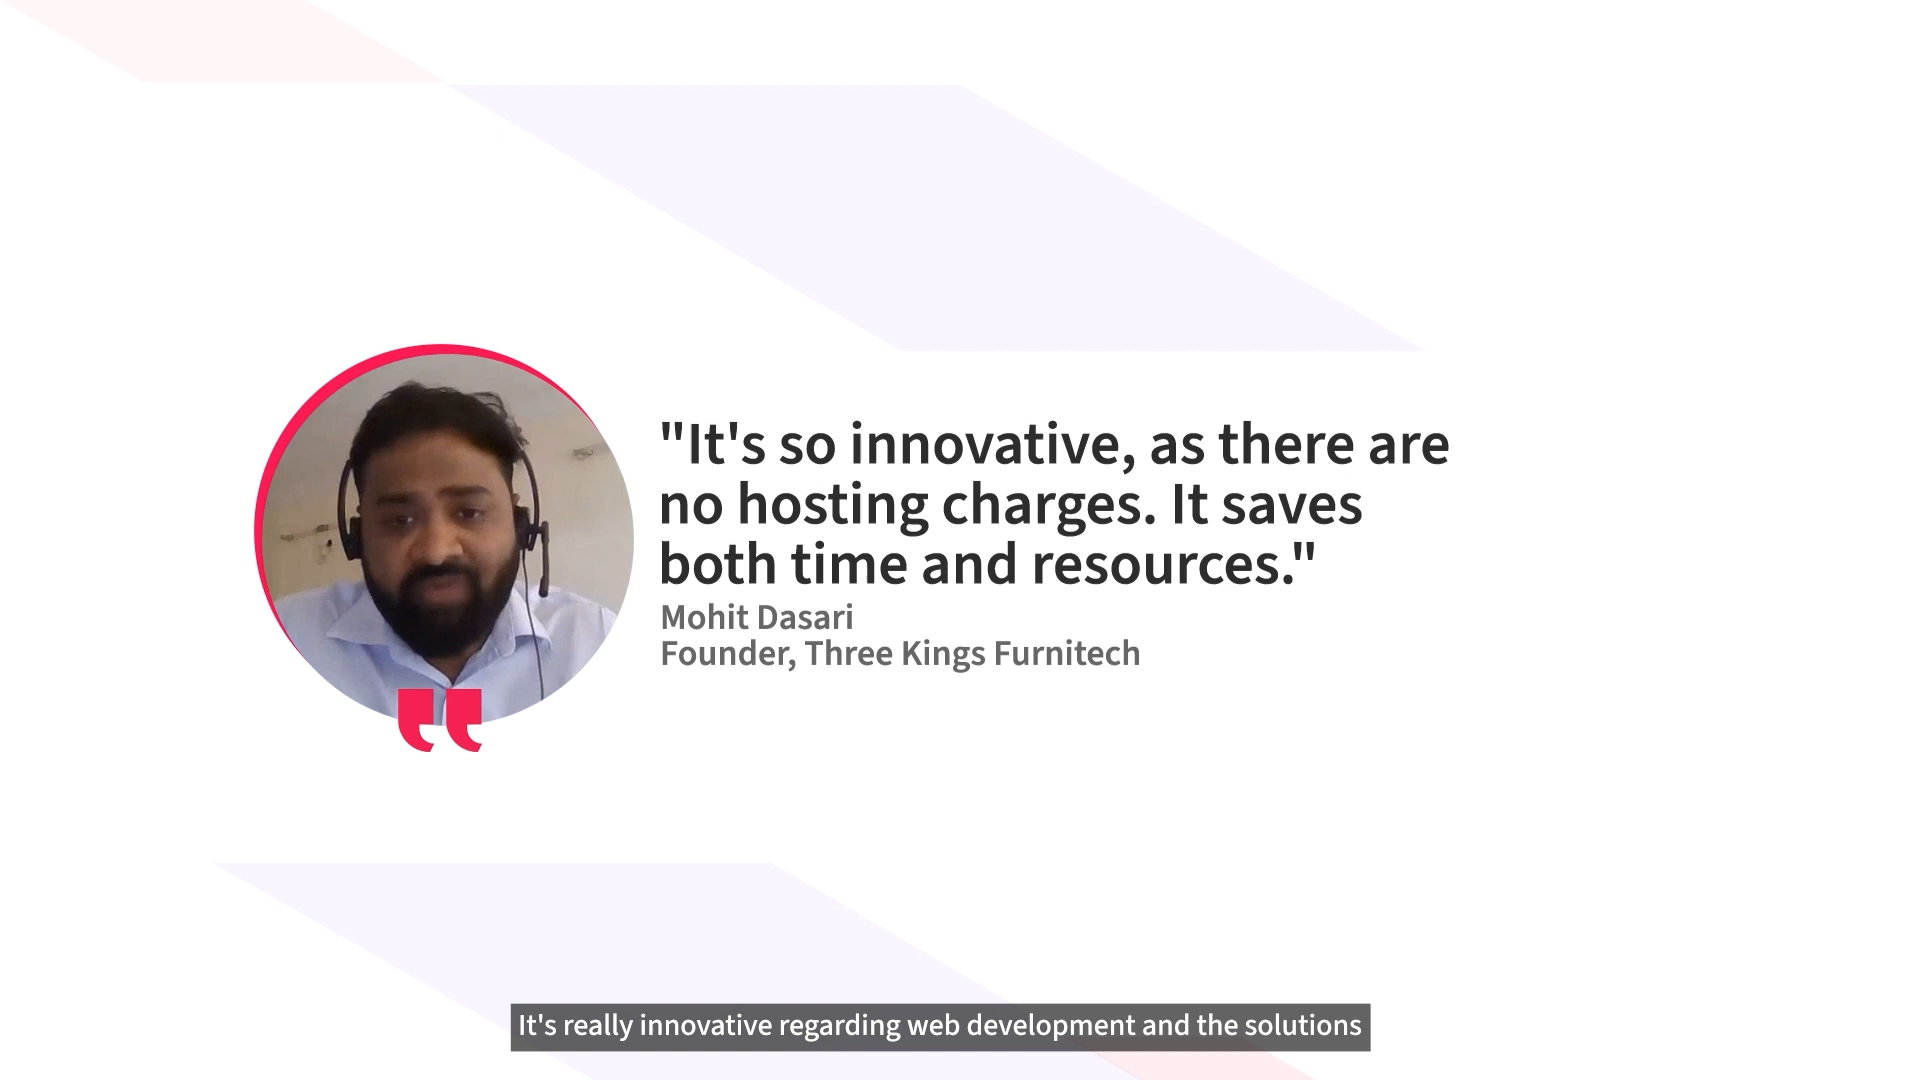 "It's so innovative, as there are
no hosting charges. It saves
both time and resources."
Mohit Dasari
Founder, Three Kings Furnitech
It's really innovative regarding web development and the solutions